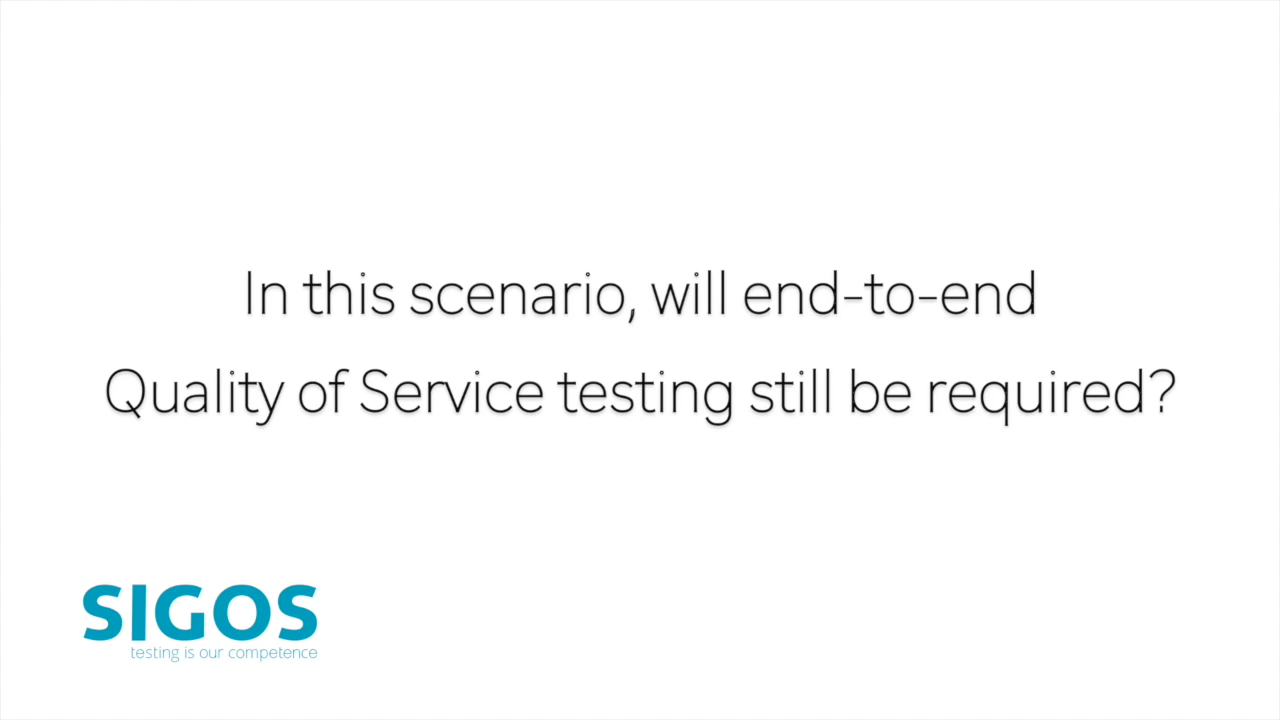 In this scenario, will end-to-end
Quality of Service testing still be required?
SIGOS
testing is our competence